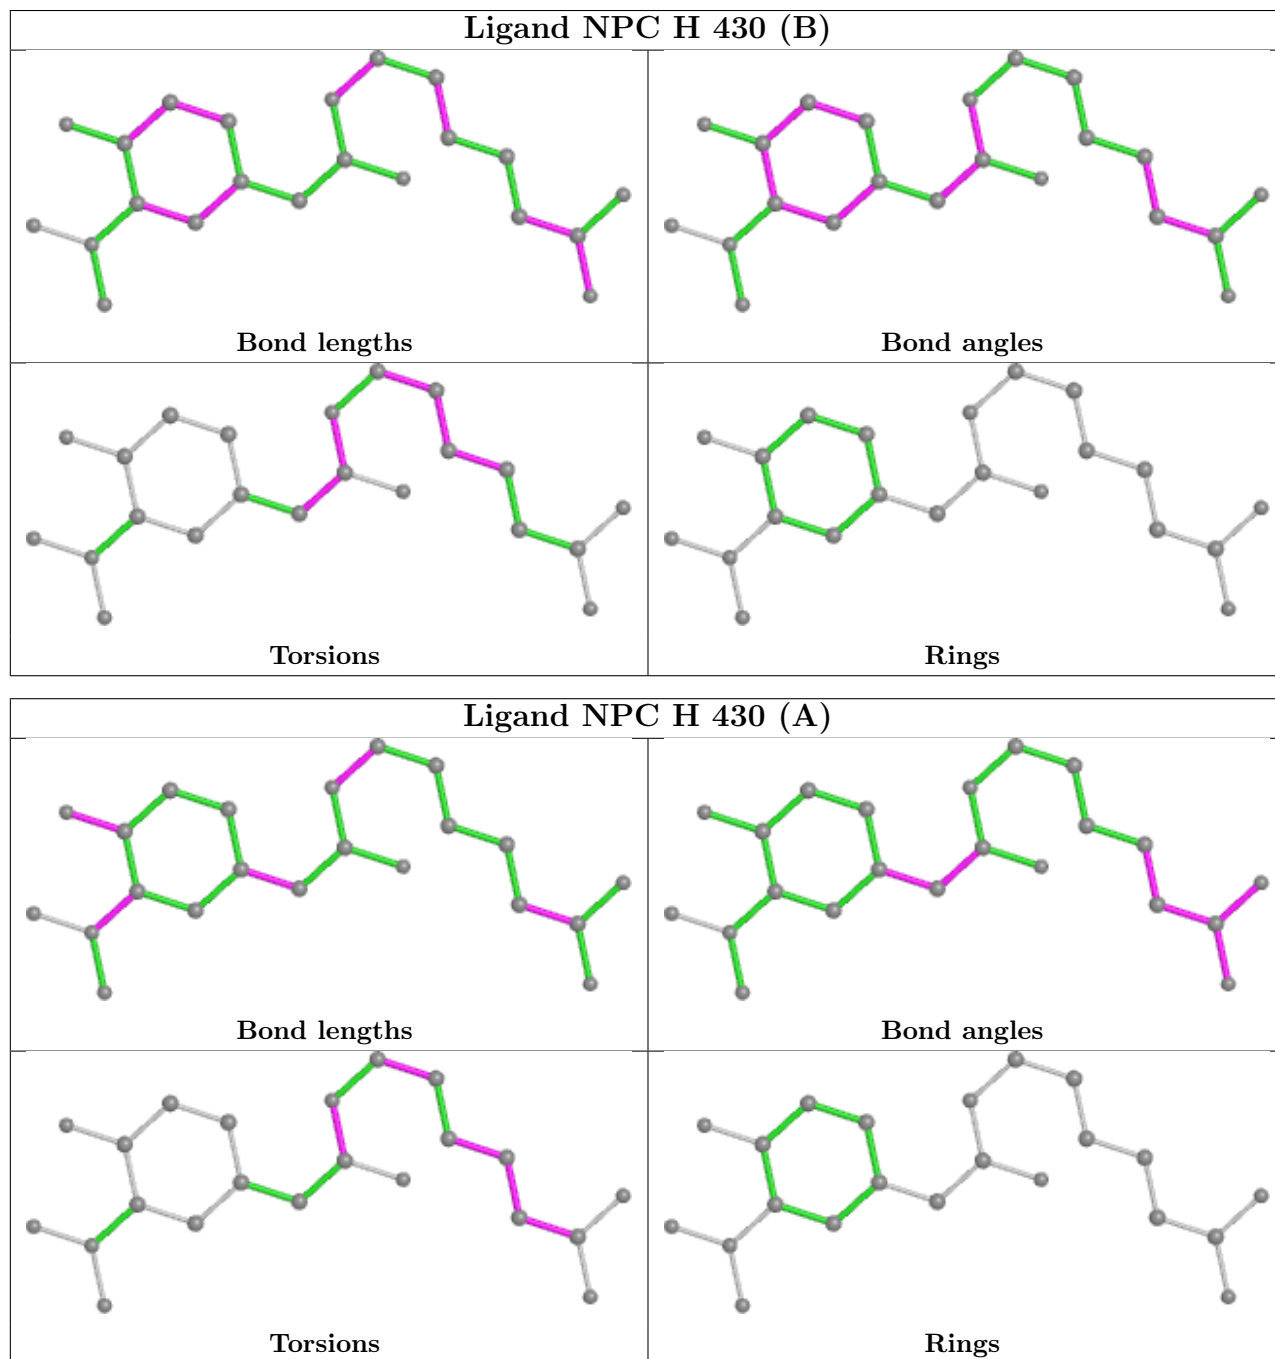 Ligand NPC H 430 (B)
Bond lengths
Bond angles
Torsions
Rings
Ligand NPC H 430 (A)
Bond lengths
Bond angles
Torsions
Rings